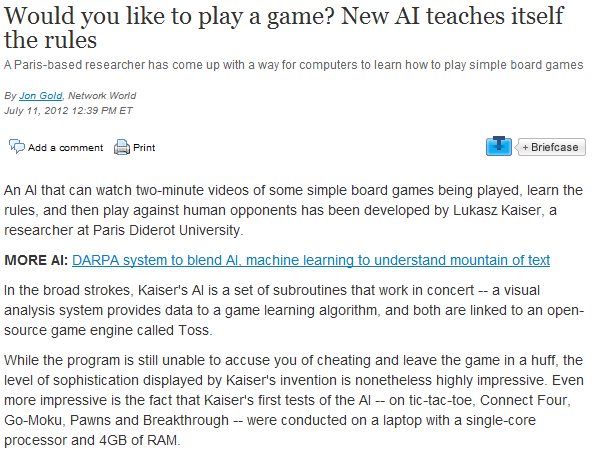 Would you like to play a game? New AI teaches itself
the rules
A Paris-based researcher has come up with a way for computers to learn how to play simple board games
By Jon Gold, Network World
July 11, 2012 12:39 PM ET
Add a comment Print + Briefcase
An AI that can watch two-minute videos of some simple board games being played, learn the
rules, and then play against human opponents has been developed by Lukasz Kaiser, a
researcher at Paris Diderot University.
MORE AI: DARPA system to blend AI, machine learning to understand mountain of text
In the broad strokes, Kaiser's AI is a set of subroutines that work in concert -- a visual
analysis system provides data to a game learning algorithm, and both are linked to an open-
source game engine called Toss.
While the program is still unable to accuse you of cheating and leave the game in a huff, the
level of sophistication displayed by Kaiser's invention is nonetheless highly impressive. Even
more impressive is the fact that Kaiser's first tests of the AI -- on tic-tac-toe, Connect Four,
Go-Moku, Pawns and Breakthrough -- were conducted on a laptop with a single-core
processor and 4GB of RAM.